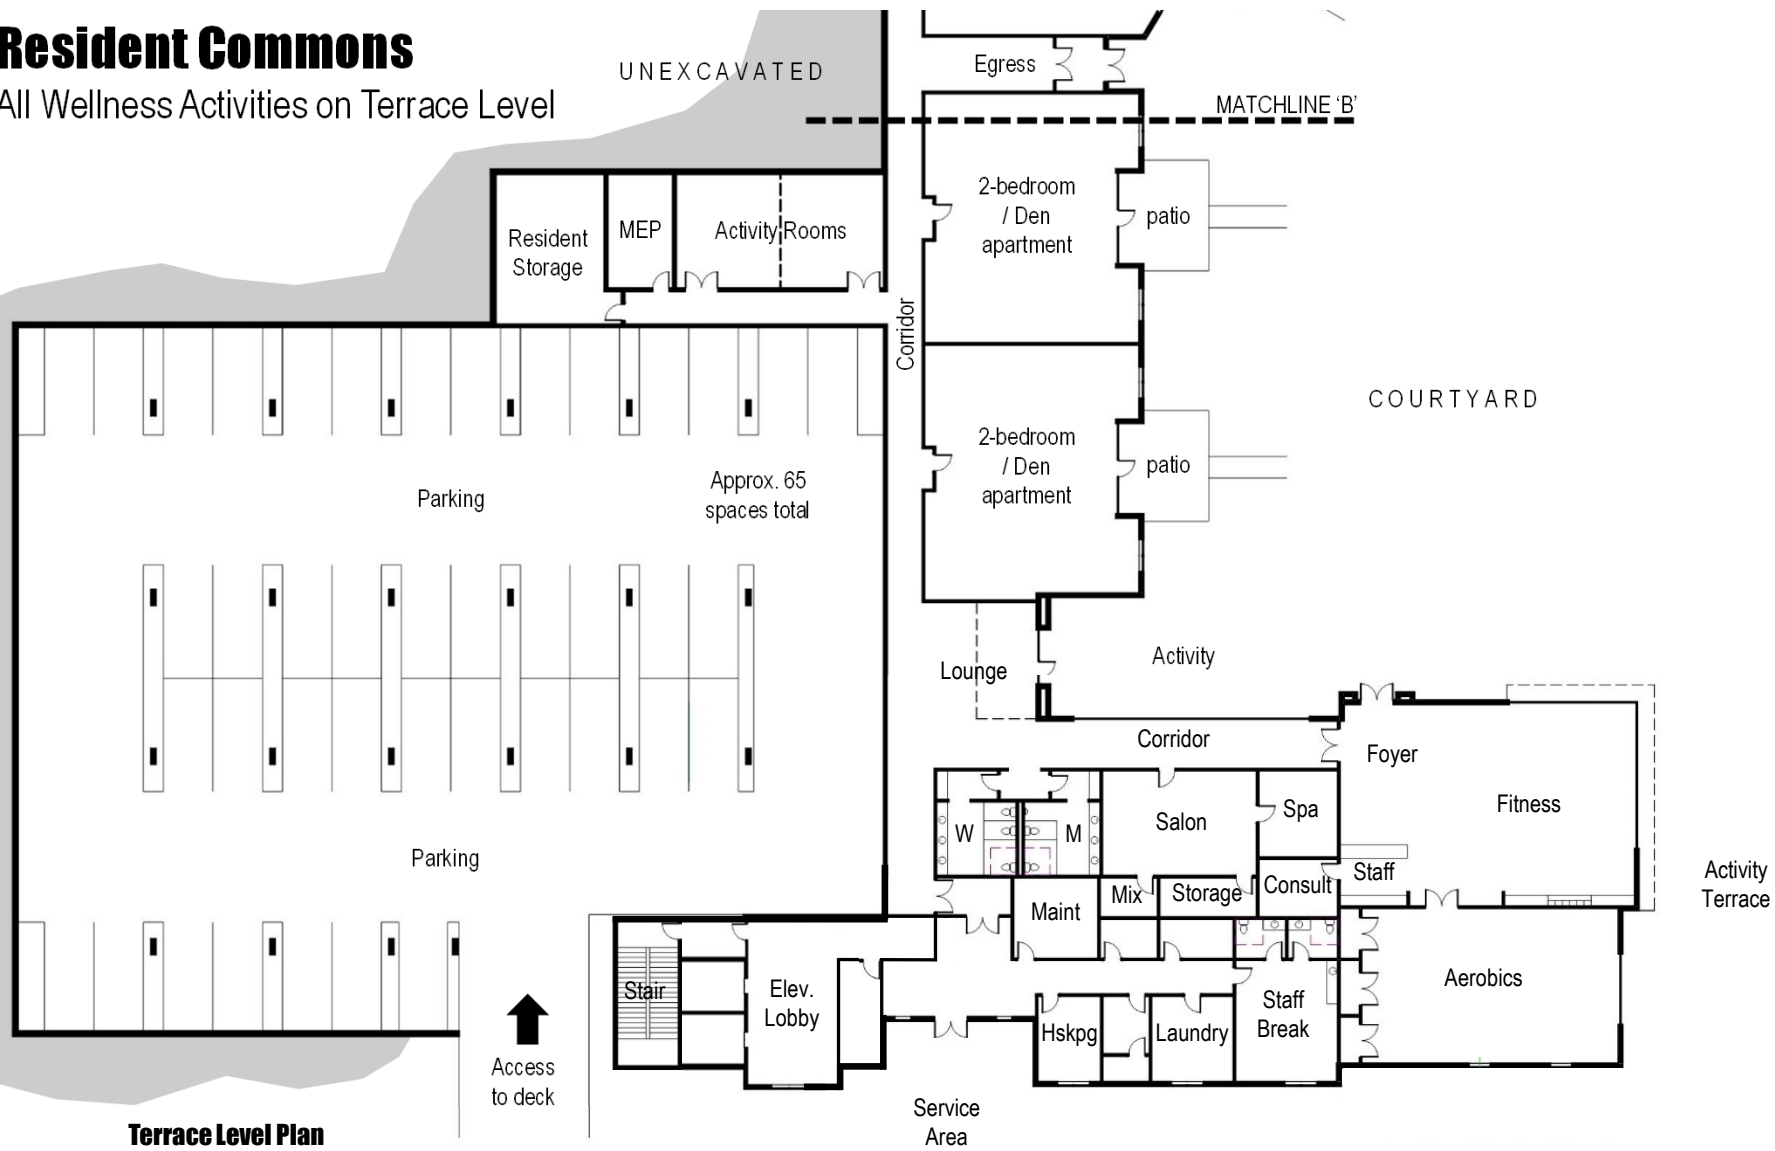 Resident Commons
All Wellness Activities on Terrace Level
UNEXCAVATED
Egress
MATCHLINE 'B'
2-bedroom
/ Den
apartment
patio
Resident
Storage
MEP
Activity Rooms
Corridor
COURTYARD
2-bedroom
/ Den
apartment
patio
Parking
Approx. 65
spaces total
Lounge
Activity
Corridor
Foyer
Fitness
Spa
Salon
W
M
Parking
Staff
Consult
Mix
Storage
Maint
Activity
Terrace
Stair
Elev.
Lobby
Aerobics
Staff
Break
Hskpg
Laundry
Access
to deck
Service
Area
Terrace Level Plan